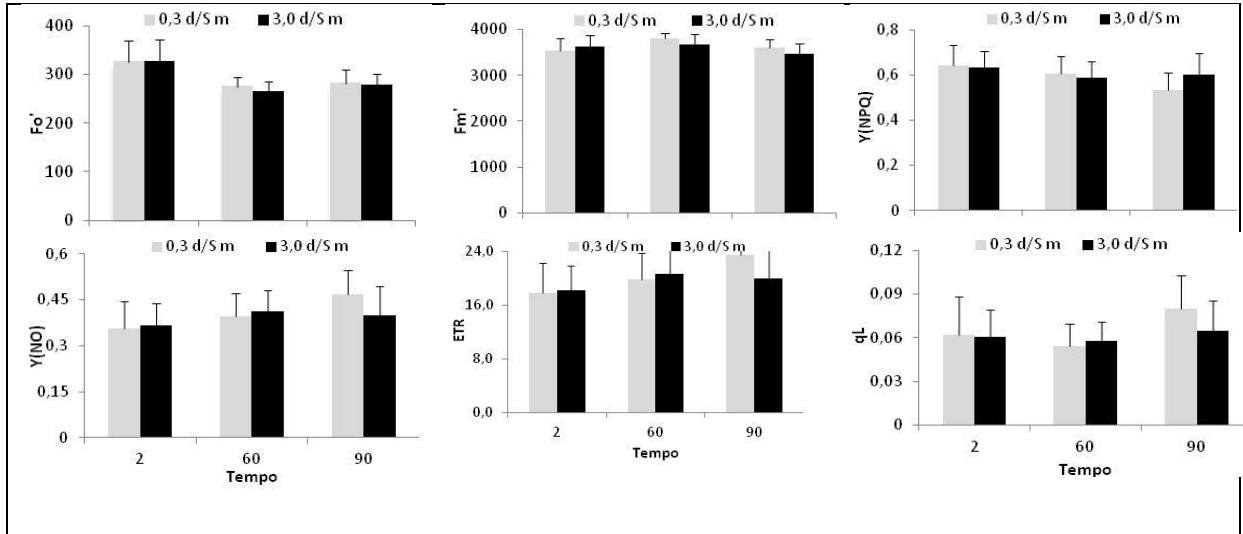 0,3 d/S m 3,0 d/S m
Fo'
400
300
200
100
0
0,3 d/S m 3,0 d/S m
Fm'
4000
3000
2000
1000
0
0,3 d/S m 3,0 d/S m
Y(NPQ)
0,8
0,6
0,4
0,2
0
0,3 d/S m 3,0 d/S m
Y(NO)
0,6
0,45
0,3
0,15
0
2 60 90
Tempo
0,3 d/S m 3,0 d/S m
ETR
24,0
16,0
8,0
0,0
2 60 90
Tempo
0,3 d/S m 3,0 d/S m
qL
0,12
0,09
0,06
0,03
0
2 60 90
Tempo